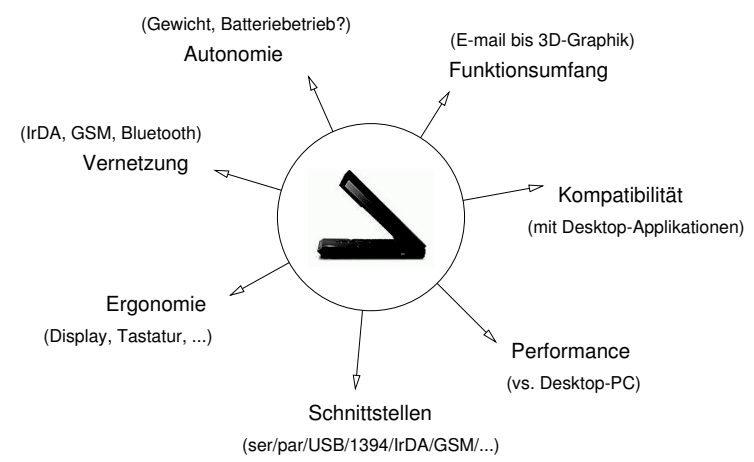 (Gewicht, Batteriebetrieb?)
Autonomie
(E-mail bis 3D-Graphik)
Funktionsumfang
(IrDA, GSM, Bluetooth)
Vernetzung
Kompatibilität
(mit Desktop-Applikationen)
Ergonomie
(Display, Tastatur, ...)
Performance
(vs. Desktop-PC)
Schnittstellen
(ser/par/USB/1394/IrDA/GSM/...)